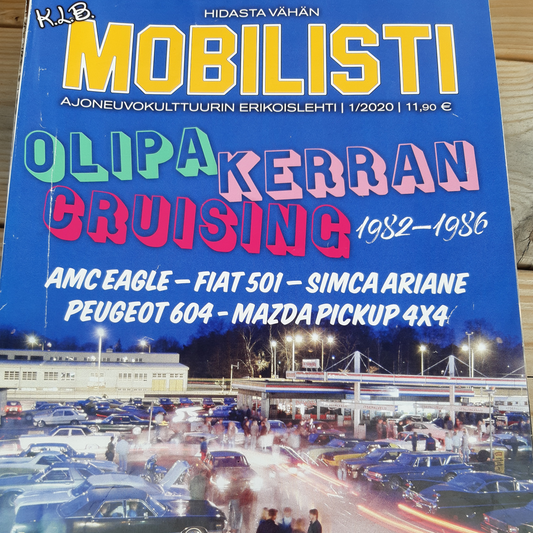 K.L.B.
HIDASTA VÄHÄN
MOBILISTI
AJONEUVOKULTTUURIN ERIKOISLEHTI | 1/2020 | 11,90 €
OLIPA KERRAN
CRUISING 1982–1986
AMC EAGLE – FIAT 501 – SIMCA ARIANE
PEUGEOT 604 - MAZDA PICKUP 4X4